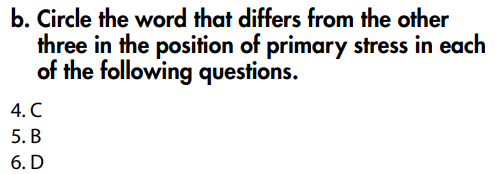 b. Circle the word that differs from the other
three in the position of primary stress in each
of the following questions.
4. C
5. B
6. D